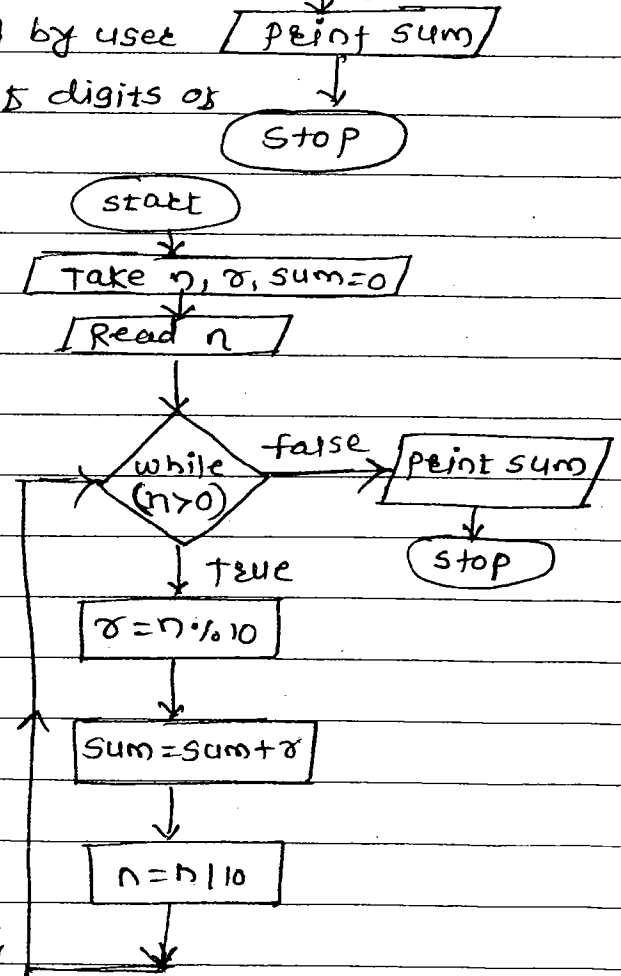 by user
print sum
digits of
Stop
start
Take n, r, sum=0
Read n
while
(n>0)
false
print sum
stop
True
r=n%10
Sum=sum+r
n=n/10